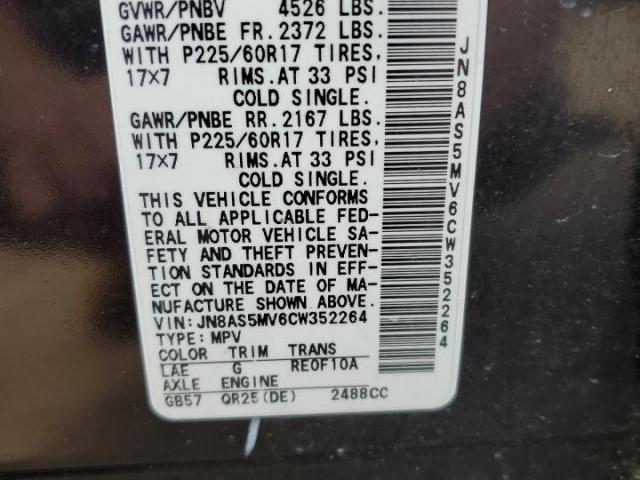 GVWR/PNBV 4526 LBS.
GAWR/PNBE FR. 2372 LBS.
WITH P225/60R17 TIRES,
17X7 RIMS.AT 33 PSI
COLD SINGLE.
GAWR/PNBE RR. 2167 LBS.
WITH P225/60R17 TIRES,
17X7 RIMS.AT 33 PSI
COLD SINGLE.
THIS VEHICLE CONFORMS
TO ALL APPLICABLE FED-
ERAL MOTOR VEHICLE SA-
FETY AND THEFT PREVEN-
TION STANDARDS IN EFF-
ECT ON THE DATE OF MA-
NUFACTURE SHOWN ABOVE.
VIN: JN8AS5MV6CW352264
TYPE: MPV
COLOR TRIM TRANS
LAE G RE0F10A
AXLE ENGINE
GB57 QR25(DE) 2488CC
JN8AS5MV6CW352264